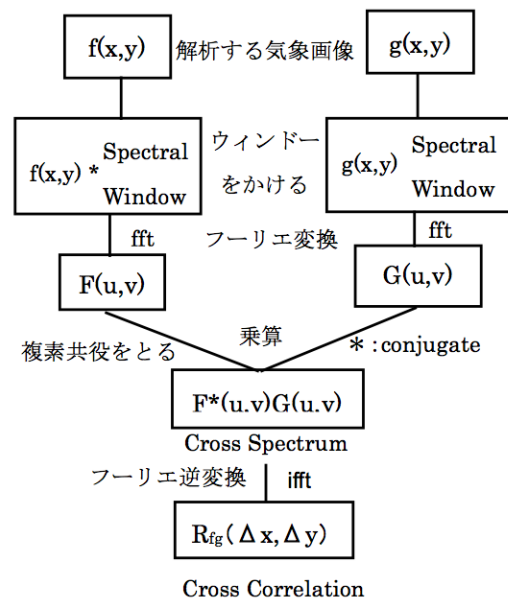 f(x,y)
解析する気象画像
g(x,y)
f(x,y) * Spectral Window
ウィンドー
をかける
g(x,y) Spectral Window
fft
フーリエ変換
fft
F(u,v)
G(u,v)
複素共役をとる
乗算
* :conjugate
F*(u.v)G(u.v)
Cross Spectrum
フーリエ逆変換
ifft
Rfg(Δx,Δy)
Cross Correlation